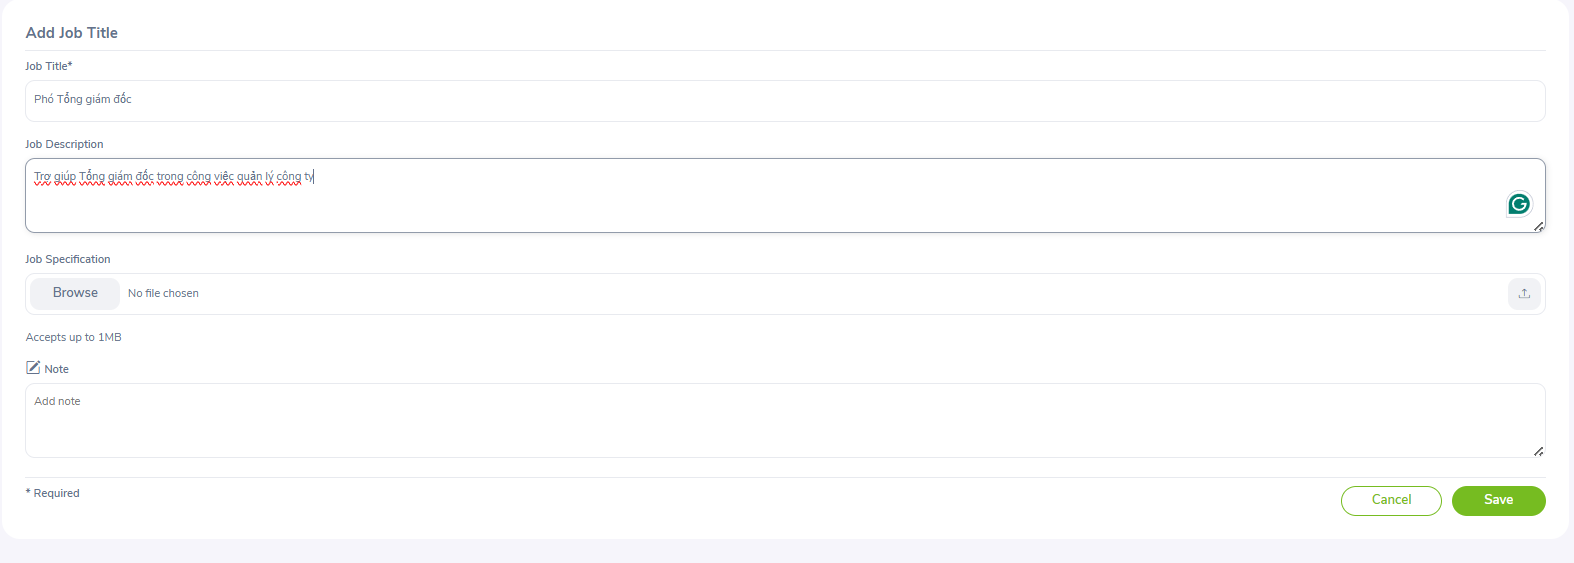 Add Job Title
Job Title*
Phó Tổng giám đốc
Job Description
Trợ giúp Tổng giám đốc trong công việc quản lý công ty
Job Specification
Browse No file chosen
Accepts up to 1MB
Note
Add note
* Required
Cancel Save